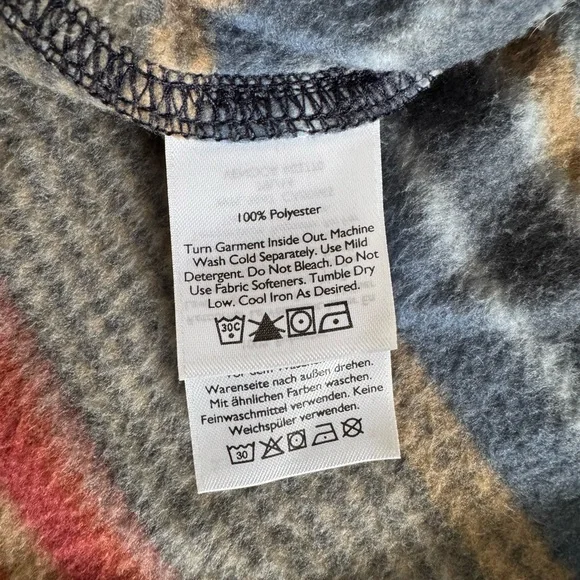 100% Polyester
Turn Garment Inside Out. Machine
Wash Cold Separately. Use Mild
Detergent. Do Not Bleach. Do Not
Use Fabric Softeners. Tumble Dry
Low. Cool Iron As Desired.
30C
Warenseite nach außen drehen.
Mit ähnlichen Farben waschen.
Feinwaschmittel verwenden. Keine
Weichspüler verwenden.
30